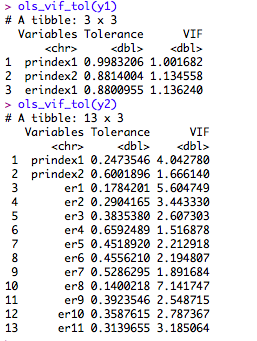 > ols_vif_tol(y1)
# A tibble: 3 x 3
Variables Tolerance VIF
<chr> <dbl> <dbl>
1 prindex1 0.9983206 1.001682
2 prindex2 0.8814004 1.134558
3 erindex1 0.8800955 1.136240
> ols_vif_tol(y2)
# A tibble: 13 x 3
Variables Tolerance VIF
<chr> <dbl> <dbl>
1 prindex1 0.2473546 4.042780
2 prindex2 0.6001896 1.666140
3 er1 0.1784201 5.604749
4 er2 0.2904165 3.443330
5 er3 0.3835380 2.607303
6 er4 0.6592489 1.516878
7 er5 0.4518920 2.212918
8 er6 0.4556210 2.194807
9 er7 0.5286295 1.891684
10 er8 0.1400218 7.141747
11 er9 0.3923546 2.548715
12 er10 0.3587615 2.787367
13 er11 0.3139655 3.185064